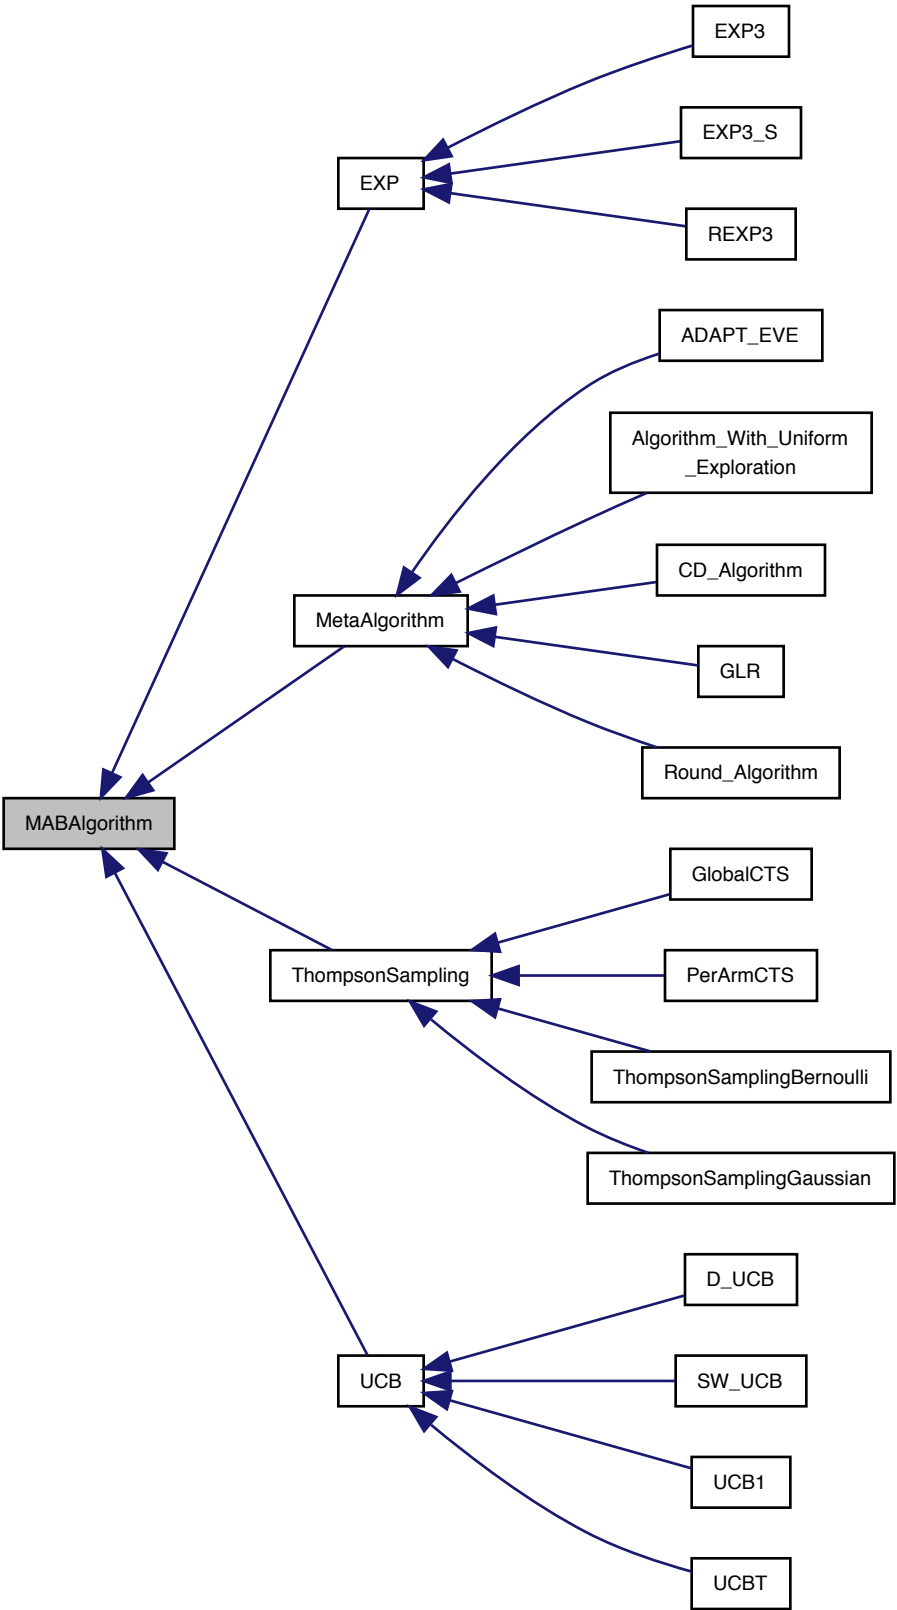 EXP3
EXP3_S
EXP
REXP3
ADAPT_EVE
Algorithm_With_Uniform
_Exploration
CD_Algorithm
MetaAlgorithm
GLR
Round_Algorithm
MABAlgorithm
GlobalCTS
ThompsonSampling
PerArmCTS
ThompsonSamplingBernoulli
ThompsonSamplingGaussian
D_UCB
UCB
SW_UCB
UCB1
UCBT